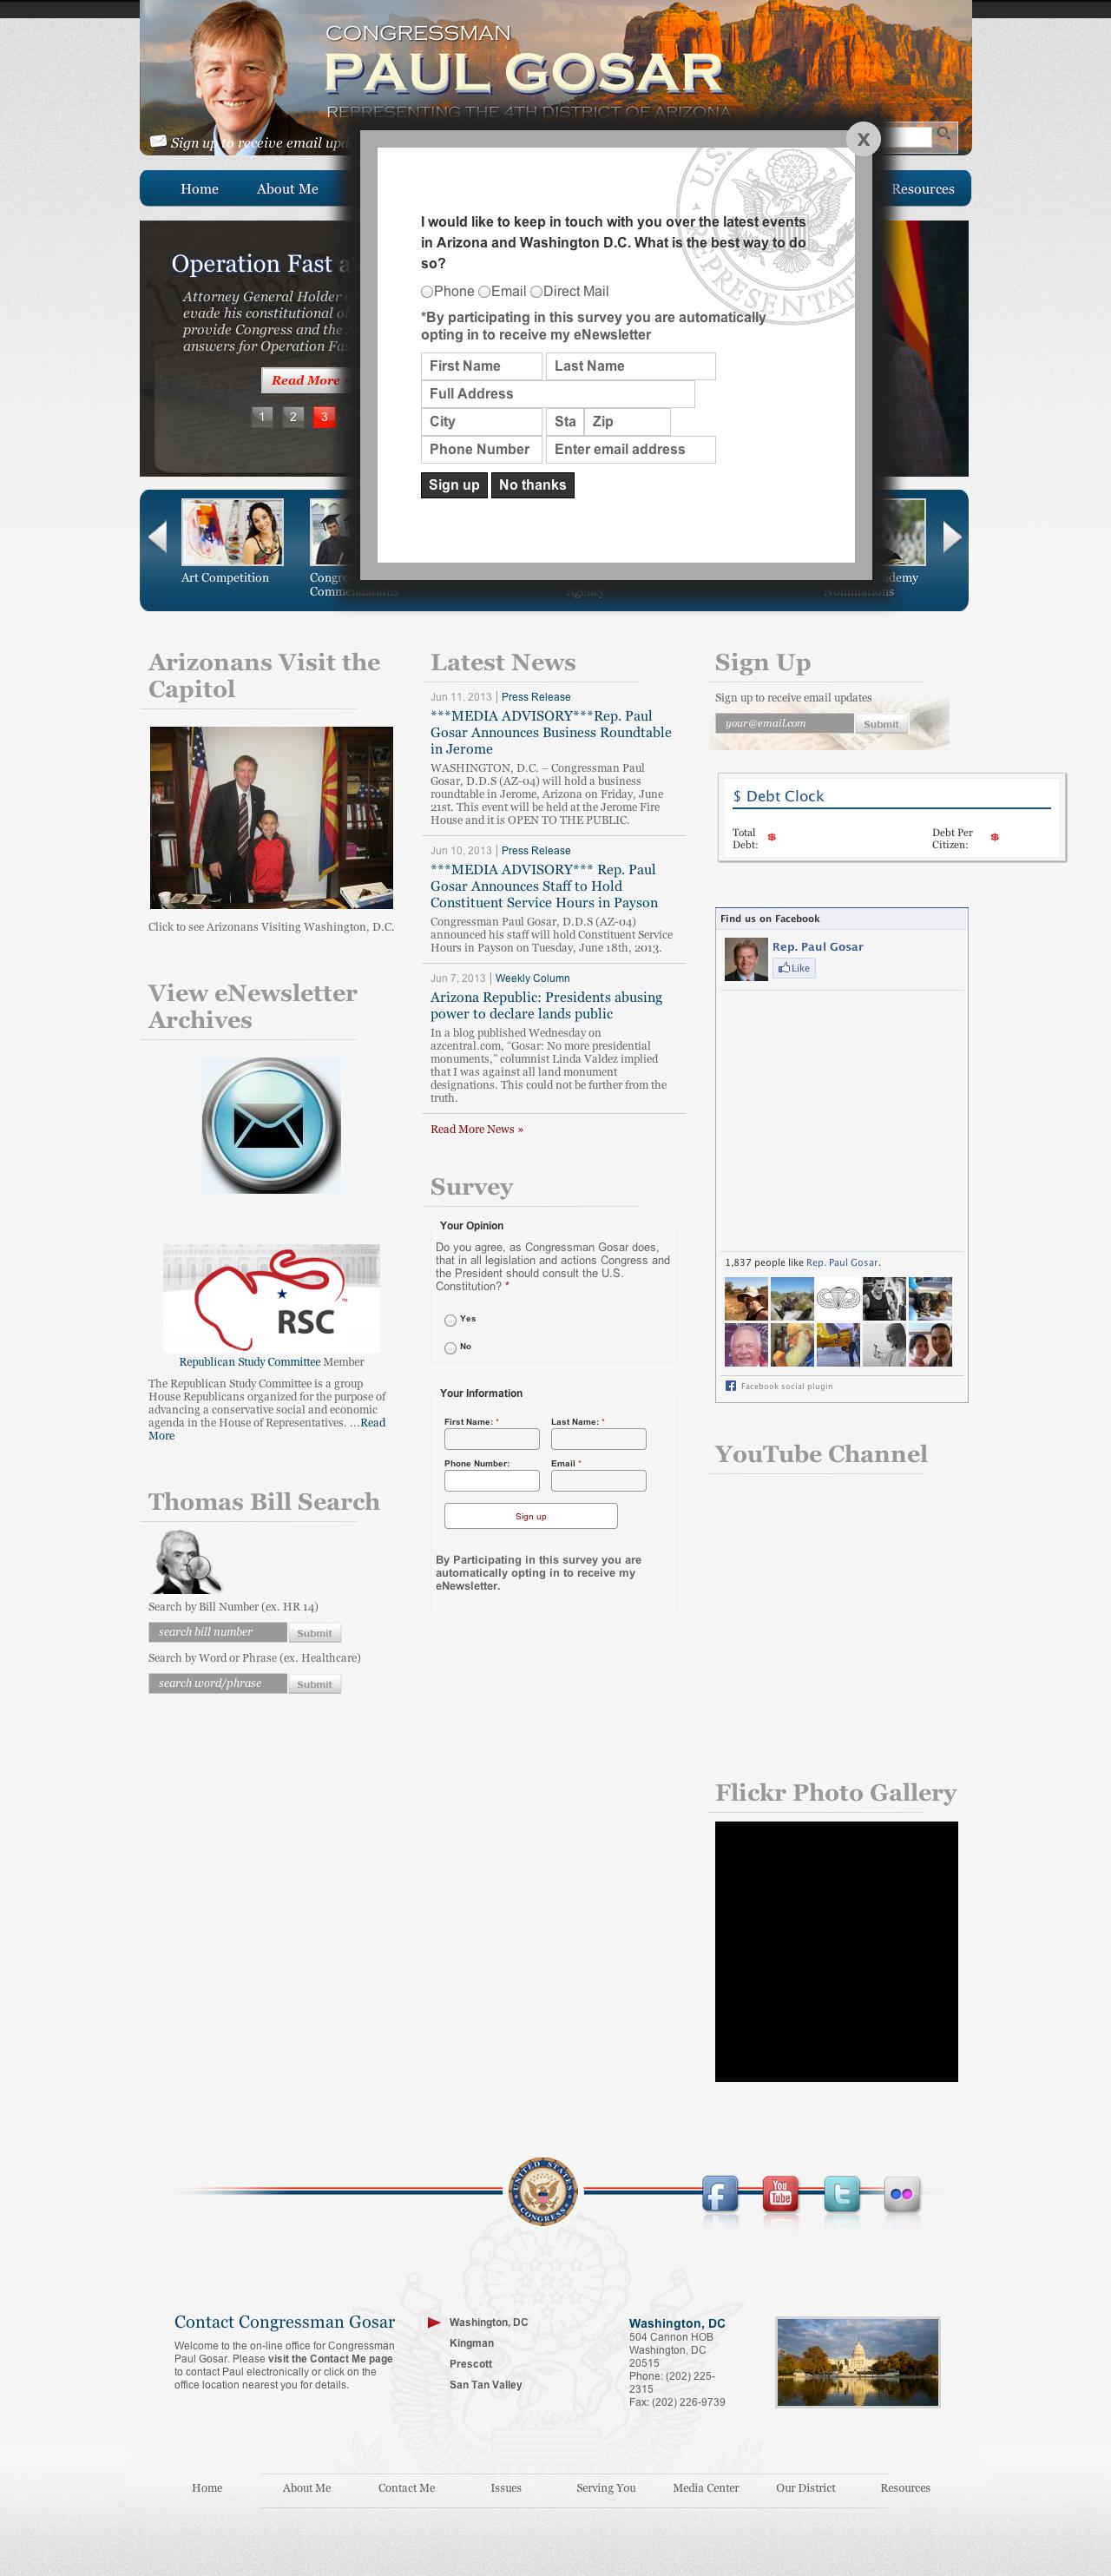 CONGRESSMAN
PAUL GOSAR
REPRESENTING THE 4TH DISTRICT OF ARIZONA
Sign up to receive email upd
X
Home
About Me
Resources
I would like to keep in touch with you over the latest events
in Arizona and Washington D.C. What is the best way to do
so?
Phone Email Direct Mail
*By participating in this survey you are automatically
opting in to receive my eNewsletter
First Name
Last Name
Full Address
City
Sta
Zip
Phone Number
Enter email address
Sign up
No thanks
Operation Fast a
Attorney General Holder
evade his constitutional
provide Congress and the
answers for Operation Fas
Read More
1
2
3
Art Competition
Congre
Commendations
Agency
demy
Nominations
Arizonans Visit the
Capitol
Click to see Arizonans Visiting Washington, D.C.
View eNewsletter
Archives
RSC
Republican Study Committee Member
The Republican Study Committee is a group
House Republicans organized for the purpose of
advancing a conservative social and economic
agenda in the House of Representatives. ...Read
More
Thomas Bill Search
Search by Bill Number (ex. HR 14)
search bill number
Submit
Search by Word or Phrase (ex. Healthcare)
search word/phrase
Submit
Latest News
Jun 11, 2013 | Press Release
***MEDIA ADVISORY***Rep. Paul
Gosar Announces Business Roundtable
in Jerome
WASHINGTON, D.C. – Congressman Paul
Gosar, D.D.S (AZ-04) will hold a business
roundtable in Jerome, Arizona on Friday, June
21st. This event will be held at the Jerome Fire
House and it is OPEN TO THE PUBLIC.
Jun 10, 2013 | Press Release
***MEDIA ADVISORY*** Rep. Paul
Gosar Announces Staff to Hold
Constituent Service Hours in Payson
Congressman Paul Gosar, D.D.S (AZ-04)
announced his staff will hold Constituent Service
Hours in Payson on Tuesday, June 18th, 2013.
Jun 7, 2013 | Weekly Column
Arizona Republic: Presidents abusing
power to declare lands public
In a blog published Wednesday on
azcentral.com, "Gosar: No more presidential
monuments," columnist Linda Valdez implied
that I was against all land monument
designations. This could not be further from the
truth.
Read More News »
Survey
Your Opinion
Do you agree, as Congressman Gosar does,
that in all legislation and actions Congress and
the President should consult the U.S.
Constitution? *
Yes
No
Your Information
First Name: *
Last Name: *
Phone Number:
Email *
Sign up
By Participating in this survey you are
automatically opting in to receive my
eNewsletter.
Sign Up
Sign up to receive email updates
your@email.com
Submit
$ Debt Clock
Total
Debt:
$
Debt Per
Citizen:
$
Find us on Facebook
Rep. Paul Gosar
Like
1,837 people like Rep. Paul Gosar.
Facebook social plugin
YouTube Channel
Flickr Photo Gallery
UNITED STATES
CONGRESS
f
You
Tube
t
Contact Congressman Gosar
Welcome to the on-line office for Congressman
Paul Gosar. Please visit the Contact Me page
to contact Paul electronically or click on the
office location nearest you for details.
Washington, DC
Kingman
Prescott
San Tan Valley
Washington, DC
504 Cannon HOB
Washington, DC
20515
Phone: (202) 225-
2315
Fax: (202) 226-9739
Home
About Me
Contact Me
Issues
Serving You
Media Center
Our District
Resources